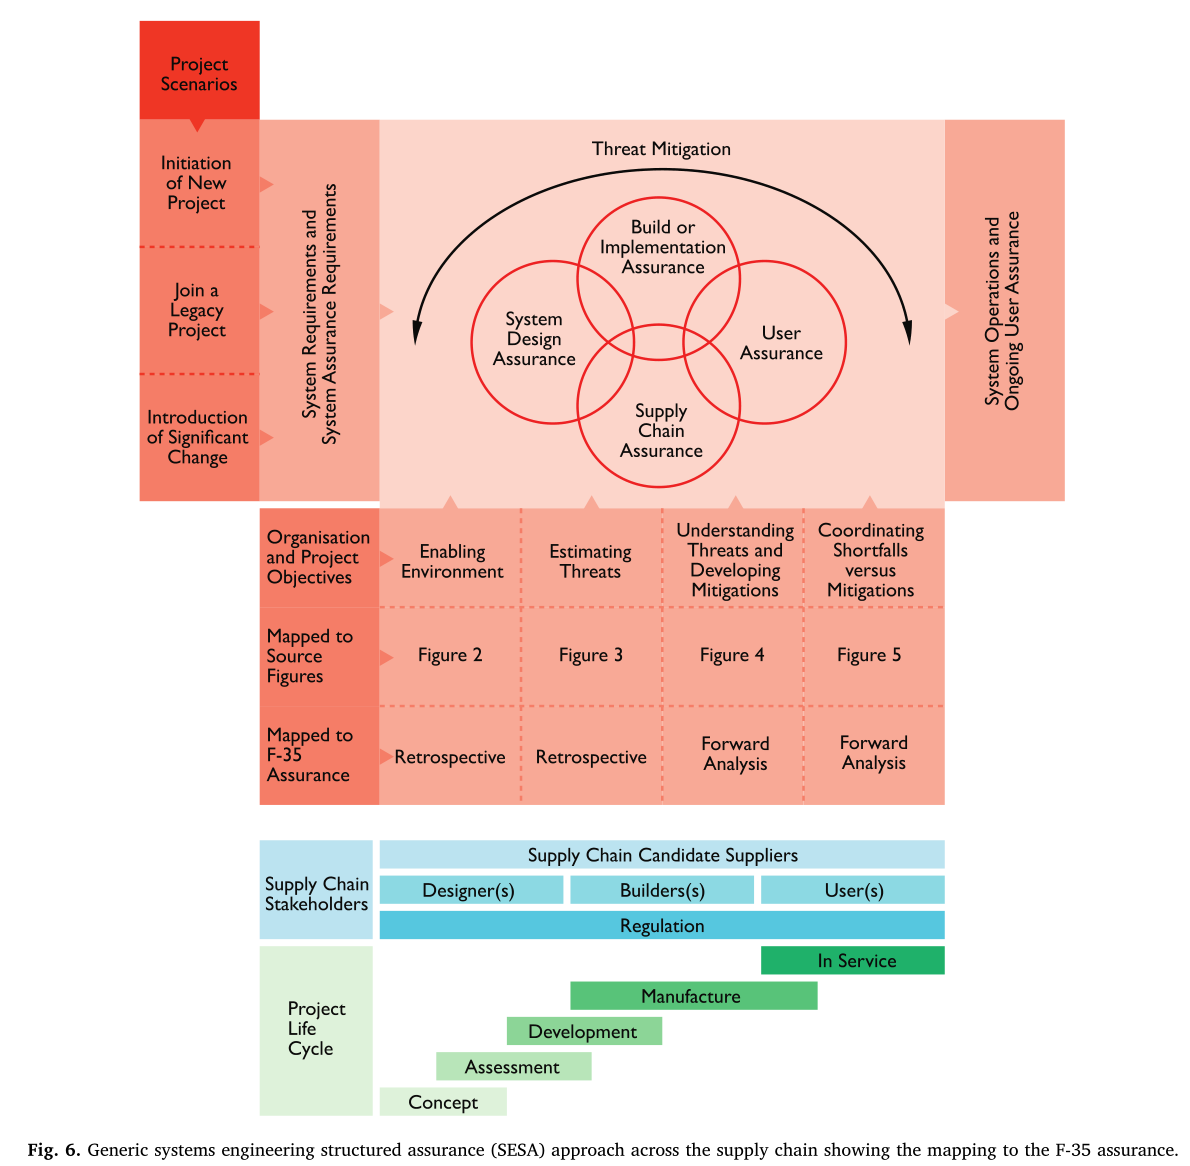 Project
Scenarios
Initiation
of New
Project
Join a
Legacy
Project
Introduction
of Significant
Change
System Requirements and
System Assurance Requirements
Threat Mitigation
Build or
Implementation
Assurance
System
Design
Assurance
User
Assurance
Supply
Chain
Assurance
System Operations and
Ongoing User Assurance
Organisation
and Project
Objectives
Enabling
Environment
Estimating
Threats
Understanding
Threats and
Developing
Mitigations
Coordinating
Shortfalls
versus
Mitigations
Mapped to
Source
Figures
Figure 2
Figure 3
Figure 4
Figure 5
Mapped to
F-35
Assurance
Retrospective
Retrospective
Forward
Analysis
Forward
Analysis
Supply Chain
Stakeholders
Supply Chain Candidate Suppliers
Designer(s)
Builders(s)
User(s)
Regulation
Project
Life
Cycle
In Service
Manufacture
Development
Assessment
Concept
Fig. 6. Generic systems engineering structured assurance (SESA) approach across the supply chain showing the mapping to the F-35 assurance.